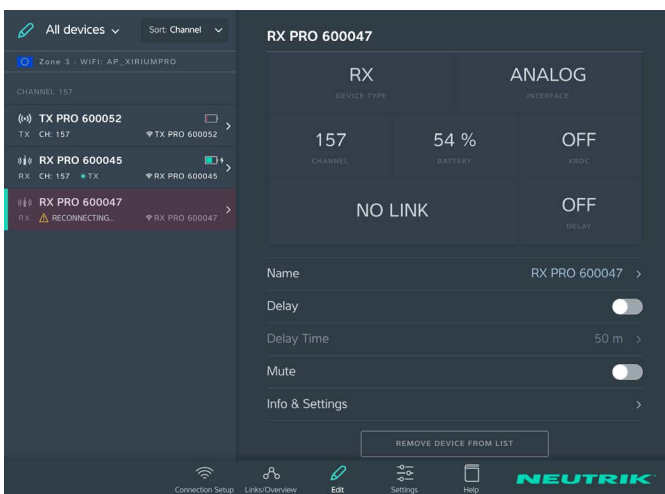 All devices
Sort: Channel
Zone 3 - WIFI: AP_XIRIUMPRO
CHANNEL 157
TX PRO 600052
TX CH: 157 TX PRO 600052
RX PRO 600045
RX CH: 157 TX RX PRO 600045
RX PRO 600047
RX RECONNECTING... RX PRO 600047
RX PRO 600047
RX
DEVICE TYPE
ANALOG
INTERFACE
157
CHANNEL
54 %
BATTERY
OFF
XROC
NO LINK
OFF
DELAY
Name RX PRO 600047
Delay
Delay Time 50 m
Mute
Info & Settings
REMOVE DEVICE FROM LIST
Connection Setup Links/Overview Edit Settings Help
NEUTRIK